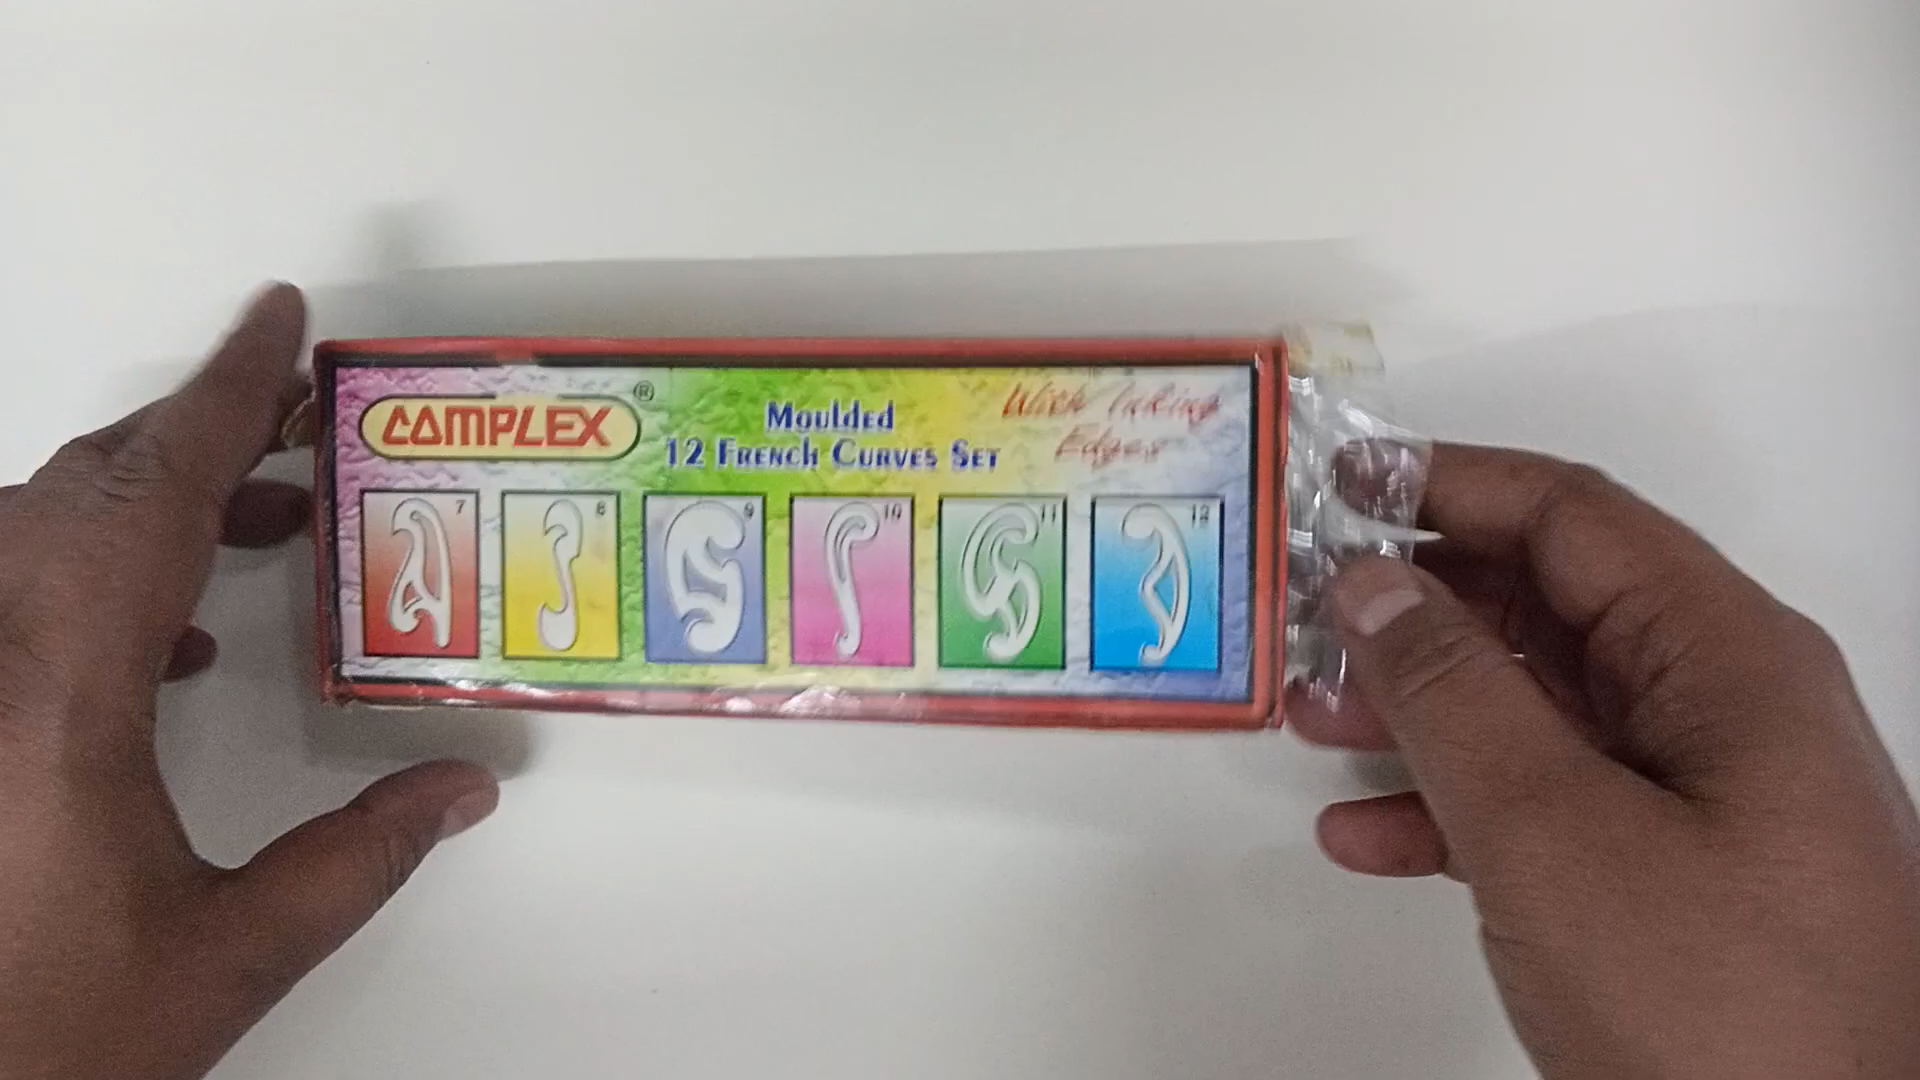 CAMPLEX ®
Moulded
12 French Curves Set
With Inking
Edges
7
8
9
10
11
12